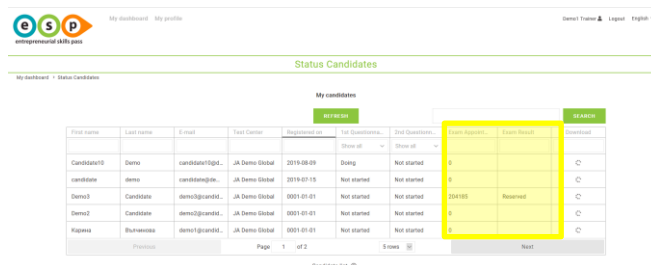 My dashboard My profile
Demo1 Trainer Logout English
e s p
entrepreneurial skills pass
Status Candidates
My dashboard > Status Candidates
My candidates
REFRESH SEARCH
First name Last name E-mail Test Center Registered on 1st Questionna... 2nd Questionn... Exam Appointi... Exam Result Download
Show all Show all
Candidate10 Demo candidate10@d... JA Demo Global 2019-08-09 Doing Not started 0
candidate demo candidate@de... JA Demo Global 2019-07-15 Not started Not started 0
Demo3 Candidate demo3@candid... JA Demo Global 0001-01-01 Not started Not started 204183 Reserved
Demo2 Candidate demo2@candid... JA Demo Global 0001-01-01 Not started Not started 0
Карина demo1@candid... JA Demo Global 0001-01-01 Not started Not started 0
Previous Page 1 of 2 5 rows Next
Candidate list